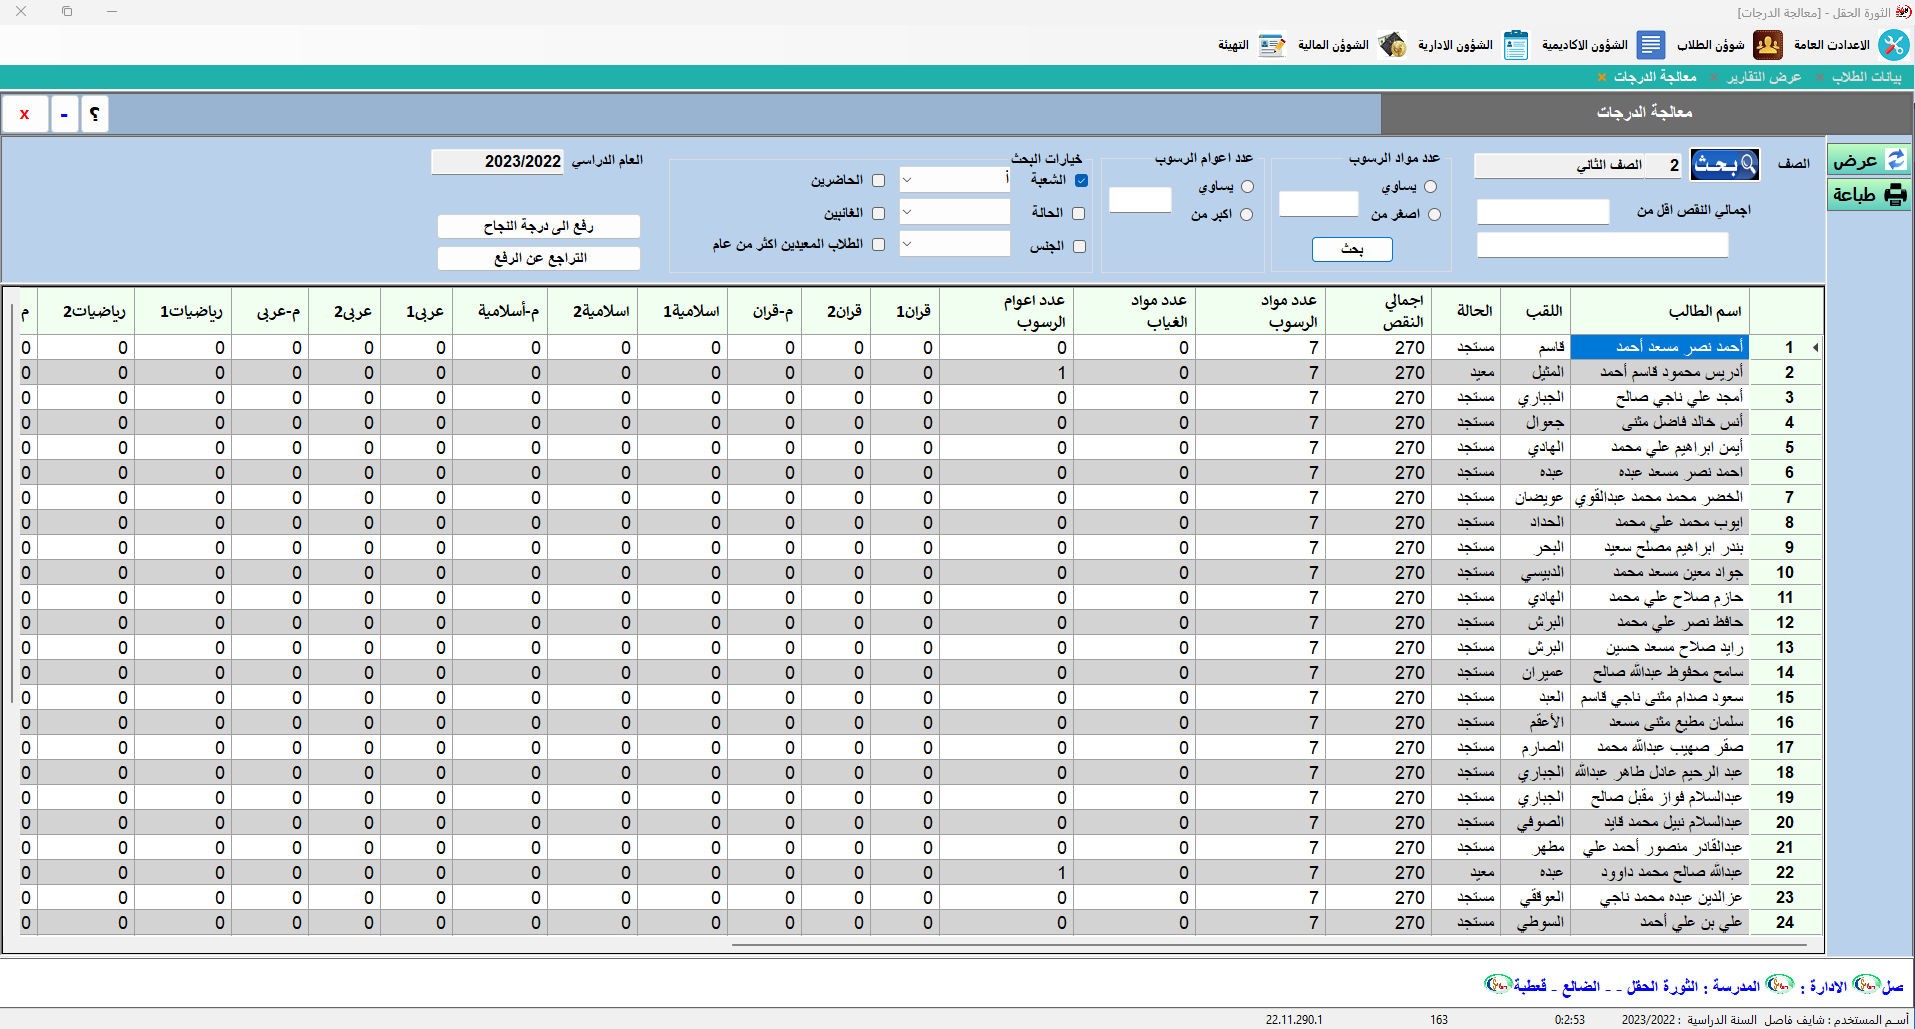 الثورة الحقل - [معالجة الدرجات]
الاعدادت العامة شوؤن الطلاب الشؤون الاكاديمية الشؤون الادارية الشوؤن المالية التهيئة
بيانات الطلاب × عرض التقارير × معالجة الدرجات ×
معالجة الدرجات
؟ - x
عرض
طباعة
الصف بحث 2 الصف الثاني
اجمالي النقص اقل من
عدد مواد الرسوب
يساوي
اصغر من
بحث
عدد اعوام الرسوب
يساوي
اكبر من
خيارات البحث
الشعبة أ الحاضرين
الحالة الغائبين
الجنس الطلاب المعيدين اكثر من عام
العام الدراسي 2023/2022
رفع الى درجة النجاح
التراجع عن الرفع
اسم الطالب اللقب الحالة اجمالي النقص عدد مواد الرسوب عدد مواد الغياب عدد اعوام الرسوب قران1 قران2 م-قران اسلامية1 اسلامية2 م-أسلامية عربى1 عربى2 م-عربى رياضيات1 رياضيات2 م
1 أحمد نصر مسعد أحمد قاسم مستجد 270 7 0 0 0 0 0 0 0 0 0 0 0 0 0 0
2 أدريس محمود قاسم أحمد المثيل معيد 270 7 0 1 0 0 0 0 0 0 0 0 0 0 0 0
3 أمجد علي ناجي صالح الجباري مستجد 270 7 0 0 0 0 0 0 0 0 0 0 0 0 0 0
4 أنس خالد فاضل مثنى جعوال مستجد 270 7 0 0 0 0 0 0 0 0 0 0 0 0 0 0
5 أيمن ابراهيم علي محمد الهادي مستجد 270 7 0 0 0 0 0 0 0 0 0 0 0 0 0 0
6 احمد نصر مسعد عبده عبده مستجد 270 7 0 0 0 0 0 0 0 0 0 0 0 0 0 0
7 الخضر محمد محمد عبدالقوي عويضان مستجد 270 7 0 0 0 0 0 0 0 0 0 0 0 0 0 0
8 ايوب محمد علي محمد الحداد مستجد 270 7 0 0 0 0 0 0 0 0 0 0 0 0 0 0
9 بندر ابراهيم مصلح سعيد البحر مستجد 270 7 0 0 0 0 0 0 0 0 0 0 0 0 0 0
10 جواد معين مسعد محمد الدبيسي مستجد 270 7 0 0 0 0 0 0 0 0 0 0 0 0 0 0
11 حازم صلاح علي محمد الهادي مستجد 270 7 0 0 0 0 0 0 0 0 0 0 0 0 0 0
12 حافظ نصر علي محمد البرش مستجد 270 7 0 0 0 0 0 0 0 0 0 0 0 0 0 0
13 رايد صلاح مسعد حسين البرش مستجد 270 7 0 0 0 0 0 0 0 0 0 0 0 0 0 0
14 سامح محفوظ عبدالله صالح عميران مستجد 270 7 0 0 0 0 0 0 0 0 0 0 0 0 0 0
15 سعود صدام مثنى ناجي قاسم العبد مستجد 270 7 0 0 0 0 0 0 0 0 0 0 0 0 0 0
16 سلمان مطيع مثنى مسعد الأعقم مستجد 270 7 0 0 0 0 0 0 0 0 0 0 0 0 0 0
17 صقر صهيب عبدالله محمد الصارم مستجد 270 7 0 0 0 0 0 0 0 0 0 0 0 0 0 0
18 عبد الرحيم عادل طاهر عبدالله الجباري مستجد 270 7 0 0 0 0 0 0 0 0 0 0 0 0 0 0
19 عبدالسلام فواز مقبل صالح الجباري مستجد 270 7 0 0 0 0 0 0 0 0 0 0 0 0 0 0
20 عبدالسلام نبيل محمد قايد الصوفي مستجد 270 7 0 0 0 0 0 0 0 0 0 0 0 0 0 0
21 عبدالقادر منصور أحمد علي مطهر مستجد 270 7 0 0 0 0 0 0 0 0 0 0 0 0 0 0
22 عبدالله صالح محمد داوود عبده معيد 270 7 0 1 0 0 0 0 0 0 0 0 0 0 0 0
23 عزالدين عبده محمد ناجي العوققي مستجد 270 7 0 0 0 0 0 0 0 0 0 0 0 0 0 0
24 علي بن علي أحمد السوطي مستجد 270 7 0 0 0 0 0 0 0 0 0 0 0 0 0 0
صل الادارة : المدرسة : الثورة الحقل - - الضالع - قعطبة
أسـم المستخدم : شايف فاضل السنة الدراسية : 2023/2022 0:2:53 163 22.11.290.1